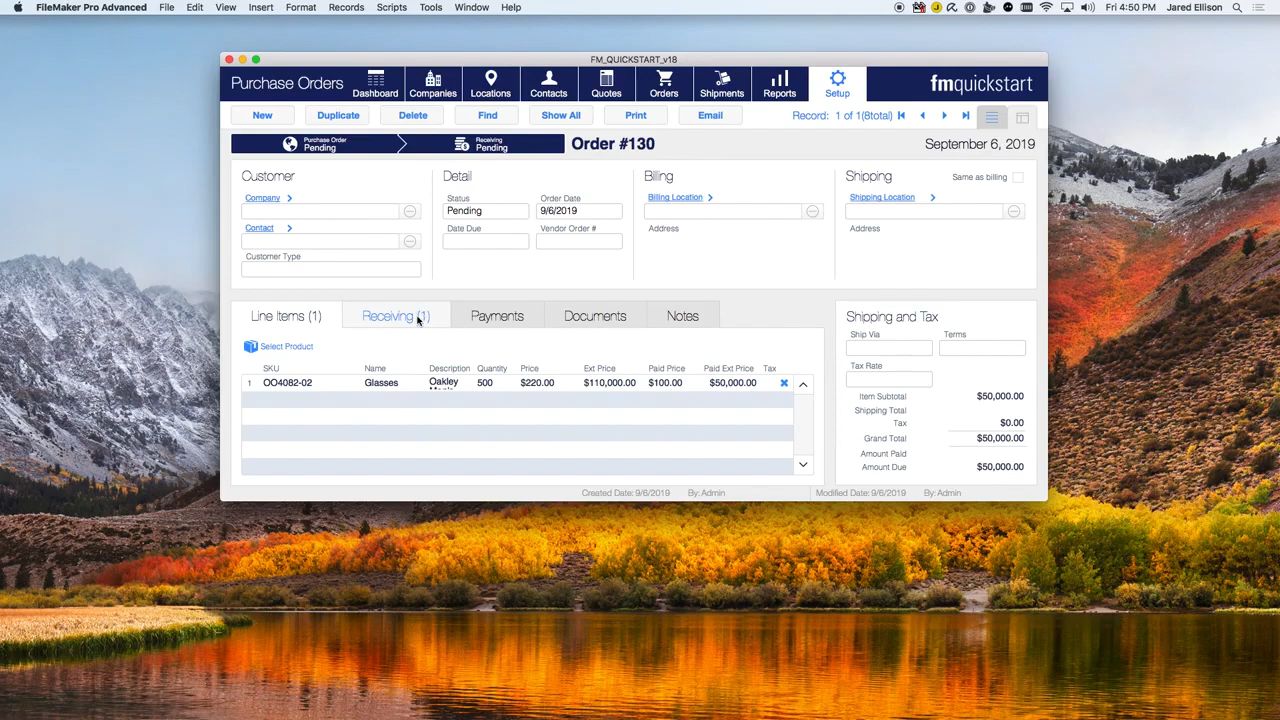 FileMaker Pro Advanced File Edit View Insert Format Records Scripts Tools Window Help Fri 4:50 PM Jared Ellison
FM_QUICKSTART_v18
Purchase Orders Dashboard Companies Locations Contacts Quotes Orders Shipments Reports Setup fmquickstart
New Duplicate Delete Find Show All Print Email Record: 1 of 1(8total)
Purchase Order
Pending
Receiving
Pending
Order #130
September 6, 2019
Customer
Company
Contact
Customer Type
Detail
Status Order Date
Pending 9/6/2019
Date Due Vendor Order #
Billing
Billing Location
Address
Shipping Same as billing
Shipping Location
Address
Line Items (1) Receiving (1) Payments Documents Notes
Select Product
SKU Name Description Quantity Price Ext Price Paid Price Paid Ext Price Tax
1 OO4082-02 Glasses Oakley 500 $220.00 $110,000.00 $100.00 $50,000.00
Shipping and Tax
Ship Via Terms
Tax Rate
Item Subtotal $50,000.00
Shipping Total
Tax $0.00
Grand Total $50,000.00
Amount Paid
Amount Due $50,000.00
Created Date: 9/6/2019 By: Admin Modified Date: 9/6/2019 By: Admin